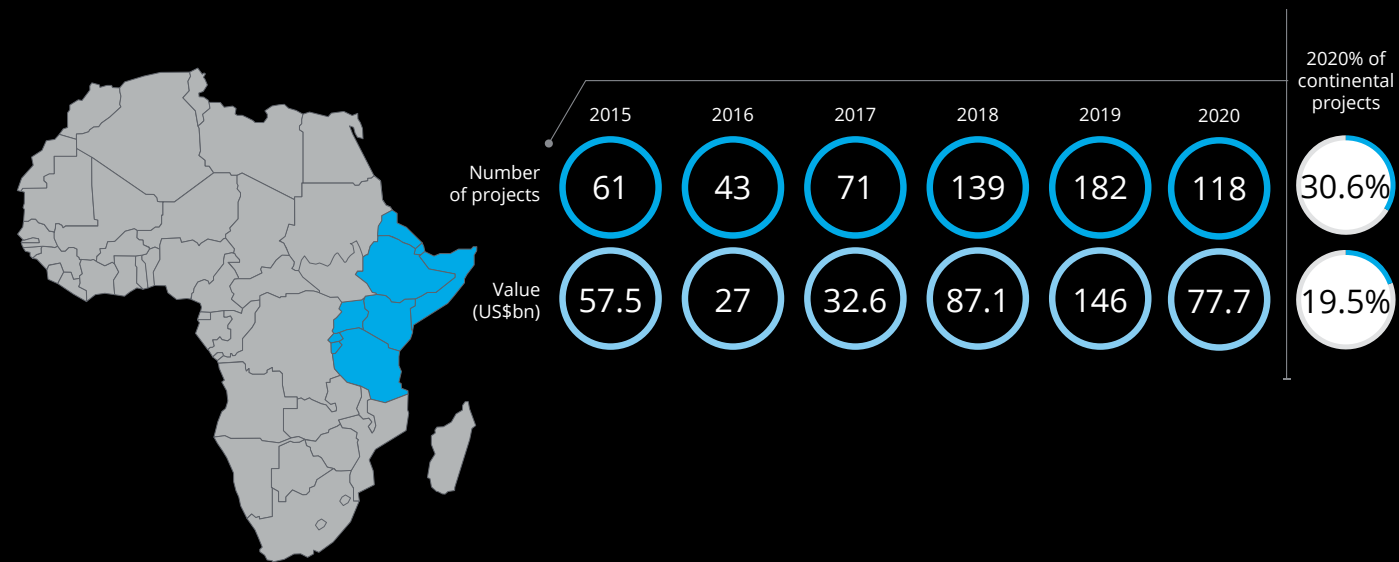 2020% of
continental
projects
2015 2016 2017 2018 2019 2020
Number
of projects
61 43 71 139 182 118 30.6%
Value
(US$bn)
57.5 27 32.6 87.1 146 77.7 19.5%